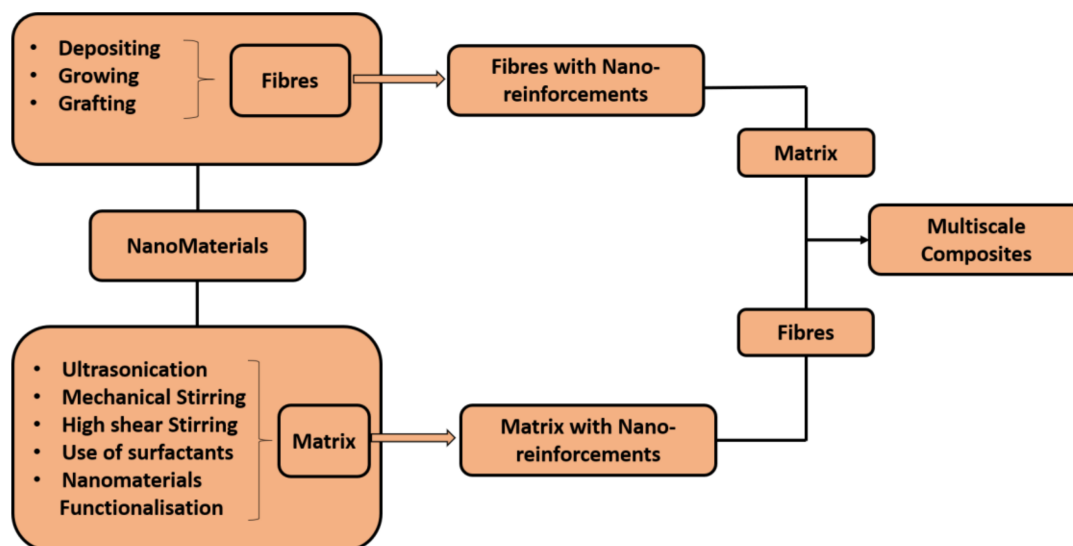 • Depositing
• Growing
• Grafting
Fibres
Fibres with Nano-
reinforcements
Matrix
NanoMaterials
Multiscale
Composites
Fibres
• Ultrasonication
• Mechanical Stirring
• High shear Stirring
• Use of surfactants
• Nanomaterials
Functionalisation
Matrix
Matrix with Nano-
reinforcements